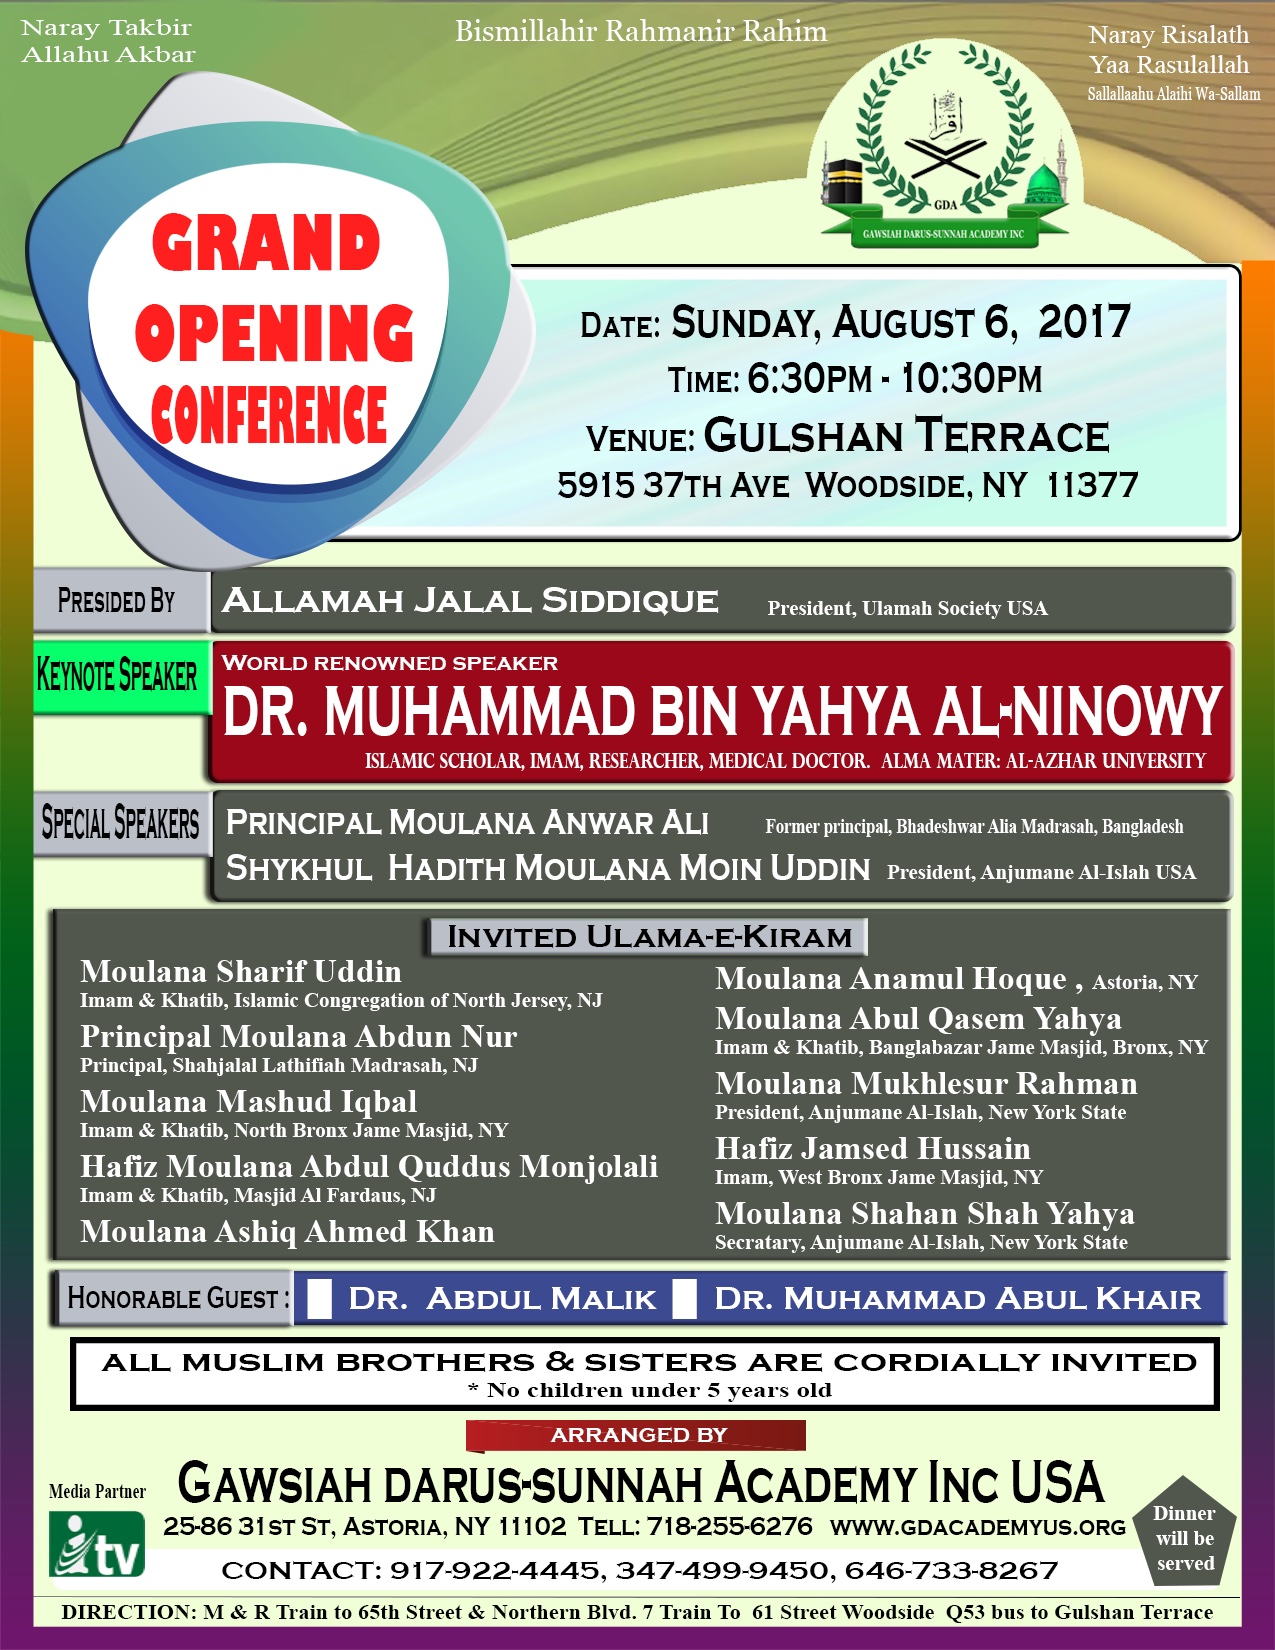 Naray Takbir
Allahu Akbar
Bismillahir Rahmanir Rahim
Naray Risalath
Yaa Rasulallah
Sallallaahu Alaihi Wa-Sallam
اقرأ
GDA
GAWSIAH DARUS-SUNNAH ACADEMY INC
GRAND
OPENING
CONFERENCE
DATE: SUNDAY, AUGUST 6, 2017
TIME: 6:30PM - 10:30PM
VENUE: GULSHAN TERRACE
5915 37TH AVE WOODSIDE, NY 11377
PRESIDED BY
ALLAMAH JALAL SIDDIQUE President, Ulamah Society USA
KEYNOTE SPEAKER
WORLD RENOWNED SPEAKER
DR. MUHAMMAD BIN YAHYA AL-NINOWY
ISLAMIC SCHOLAR, IMAM, RESEARCHER, MEDICAL DOCTOR. ALMA MATER: AL-AZHAR UNIVERSITY
SPECIAL SPEAKERS
PRINCIPAL MOULANA ANWAR ALI Former principal, Bhadeshwar Alia Madrasah, Bangladesh
SHYKHUL HADITH MOULANA MOIN UDDIN President, Anjumane Al-Islah USA
INVITED ULAMA-E-KIRAM
Moulana Sharif Uddin
Imam & Khatib, Islamic Congregation of North Jersey, NJ
Principal Moulana Abdun Nur
Principal, Shahjalal Lathifiah Madrasah, NJ
Moulana Mashud Iqbal
Imam & Khatib, North Bronx Jame Masjid, NY
Hafiz Moulana Abdul Quddus Monjolali
Imam & Khatib, Masjid Al Fardaus, NJ
Moulana Ashiq Ahmed Khan
Moulana Anamul Hoque , Astoria, NY
Moulana Abul Qasem Yahya
Imam & Khatib, Banglabazar Jame Masjid, Bronx, NY
Moulana Mukhlesur Rahman
President, Anjumane Al-Islah, New York State
Hafiz Jamsed Hussain
Imam, West Bronx Jame Masjid, NY
Moulana Shahan Shah Yahya
Secratary, Anjumane Al-Islah, New York State
HONORABLE GUEST : DR. ABDUL MALIK DR. MUHAMMAD ABUL KHAIR
ALL MUSLIM BROTHERS & SISTERS ARE CORDIALLY INVITED
* No children under 5 years old
ARRANGED BY
Media Partner
itv
GAWSIAH DARUS-SUNNAH ACADEMY INC USA
25-86 31ST ST, ASTORIA, NY 11102 TELL: 718-255-6276 WWW.GDACADEMYUS.ORG
CONTACT: 917-922-4445, 347-499-9450, 646-733-8267
Dinner
will be
served
DIRECTION: M & R Train to 65th Street & Northern Blvd. 7 Train To 61 Street Woodside Q53 bus to Gulshan Terrace